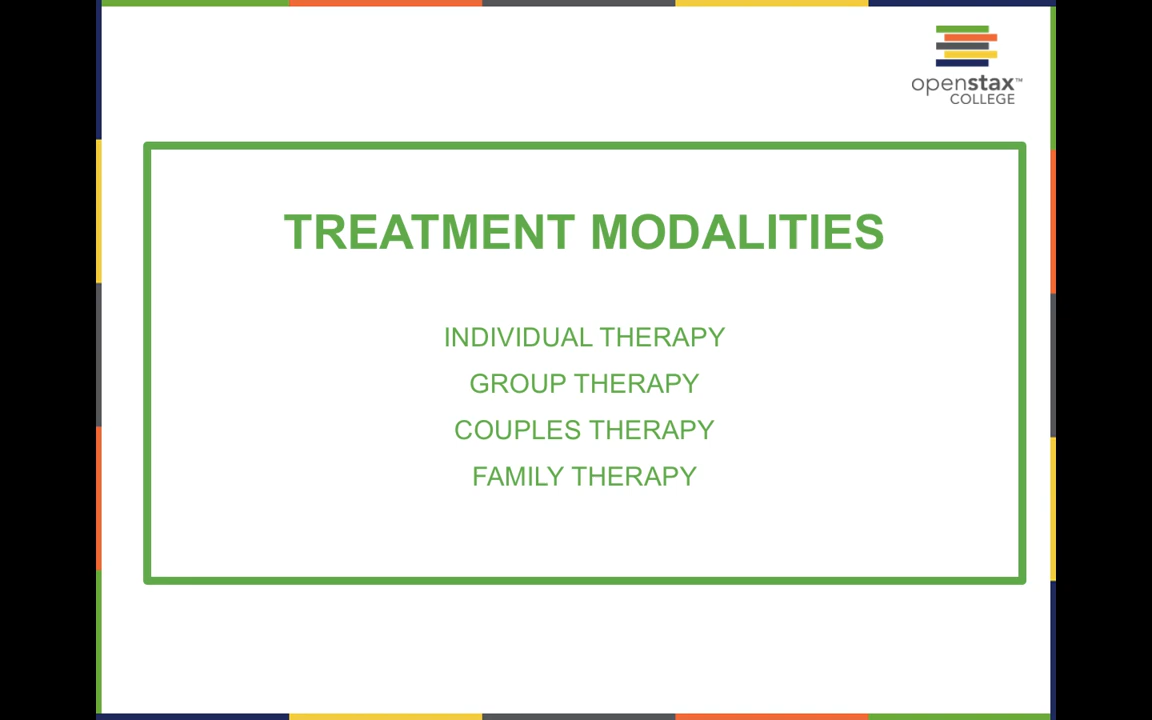 openstax™
COLLEGE
TREATMENT MODALITIES
INDIVIDUAL THERAPY
GROUP THERAPY
COUPLES THERAPY
FAMILY THERAPY